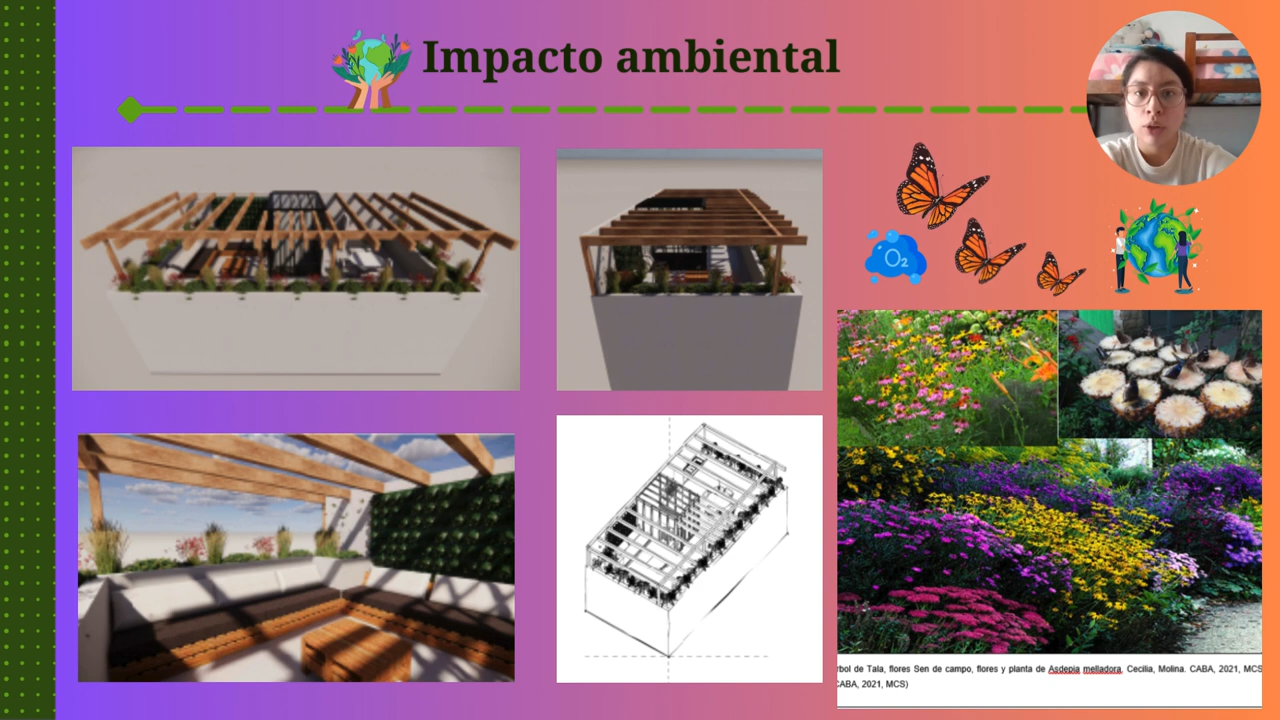 Impacto ambiental
O₂
rbol de Tala, flores Sen de campo, flores y planta de Asdepia melladora, Cecilia, Molina. CABA, 2021, MCS
CABA, 2021, MCS)